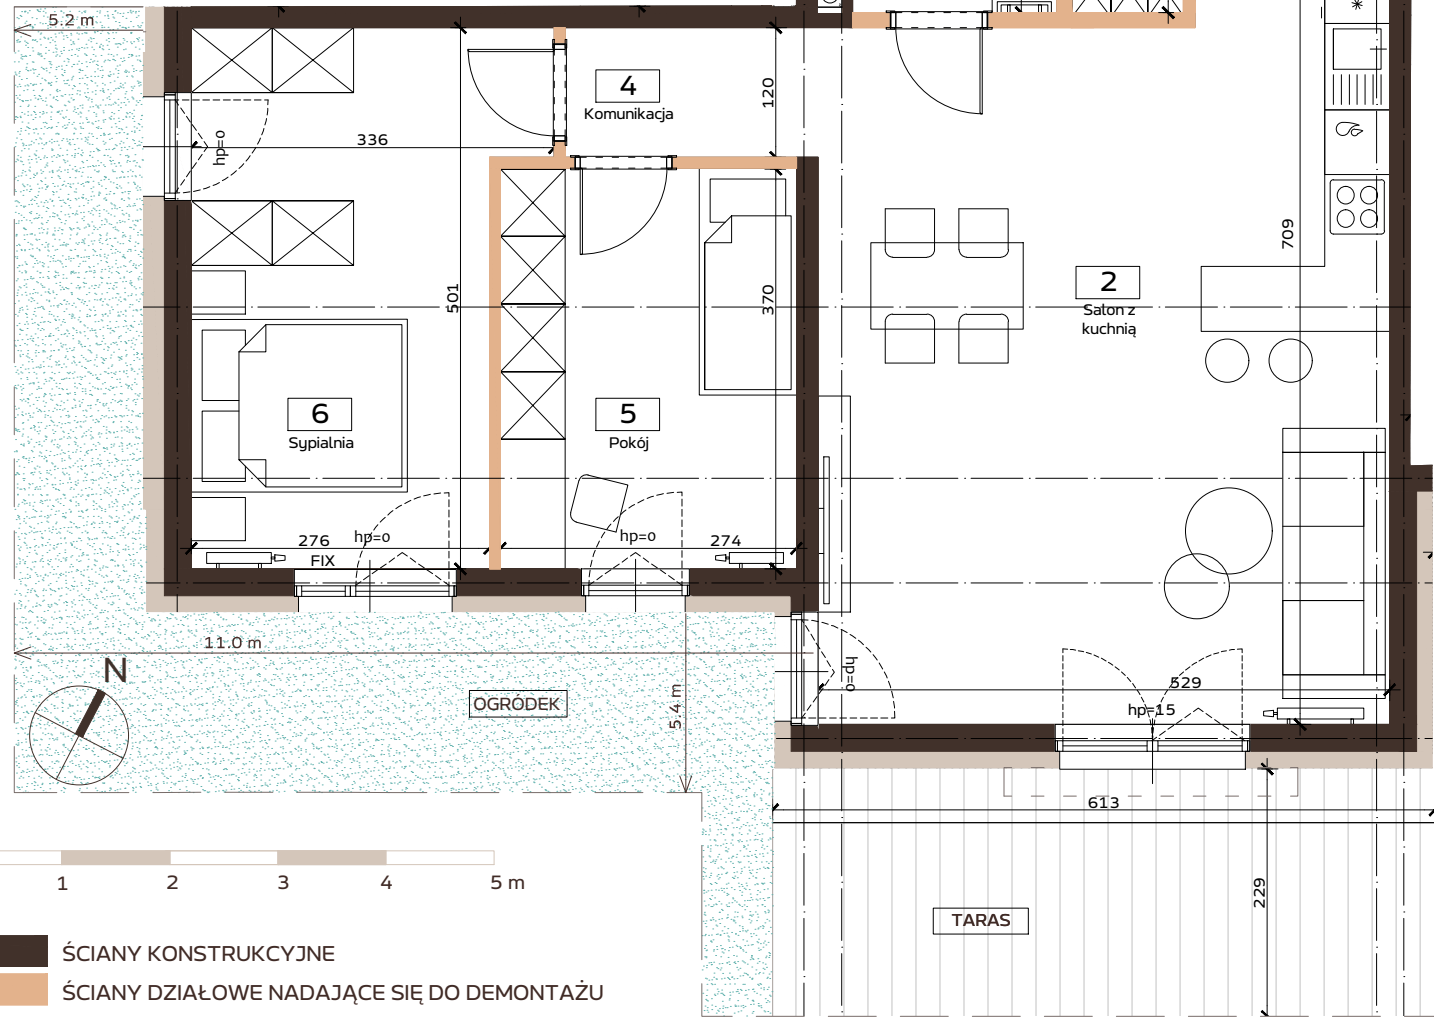 5.2 m
4
Komunikacja
120
336
hp=0
709
2
Salon z
kuchnią
501
370
6
Sypialnia
5
Pokój
276
hp=0
FIX
hp=0
274
11.0 m
N
OGRÓDEK
5.4 m
hp=0
529
hp=15
613
1
2
3
4
5 m
229
TARAS
ŚCIANY KONSTRUKCYJNE
ŚCIANY DZIAŁOWE NADAJĄCE SIĘ DO DEMONTAŻU